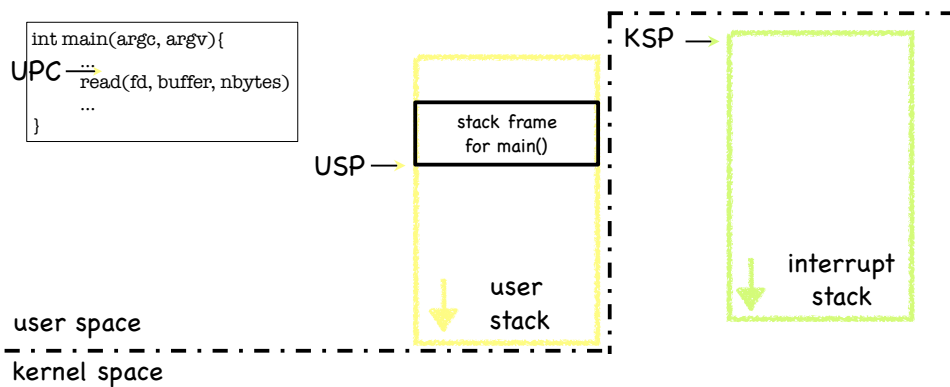 int main(argc, argv){
...
read(fd, buffer, nbytes)
...
}
UPC
stack frame
for main()
USP
user
stack
KSP
interrupt
stack
user space
kernel space